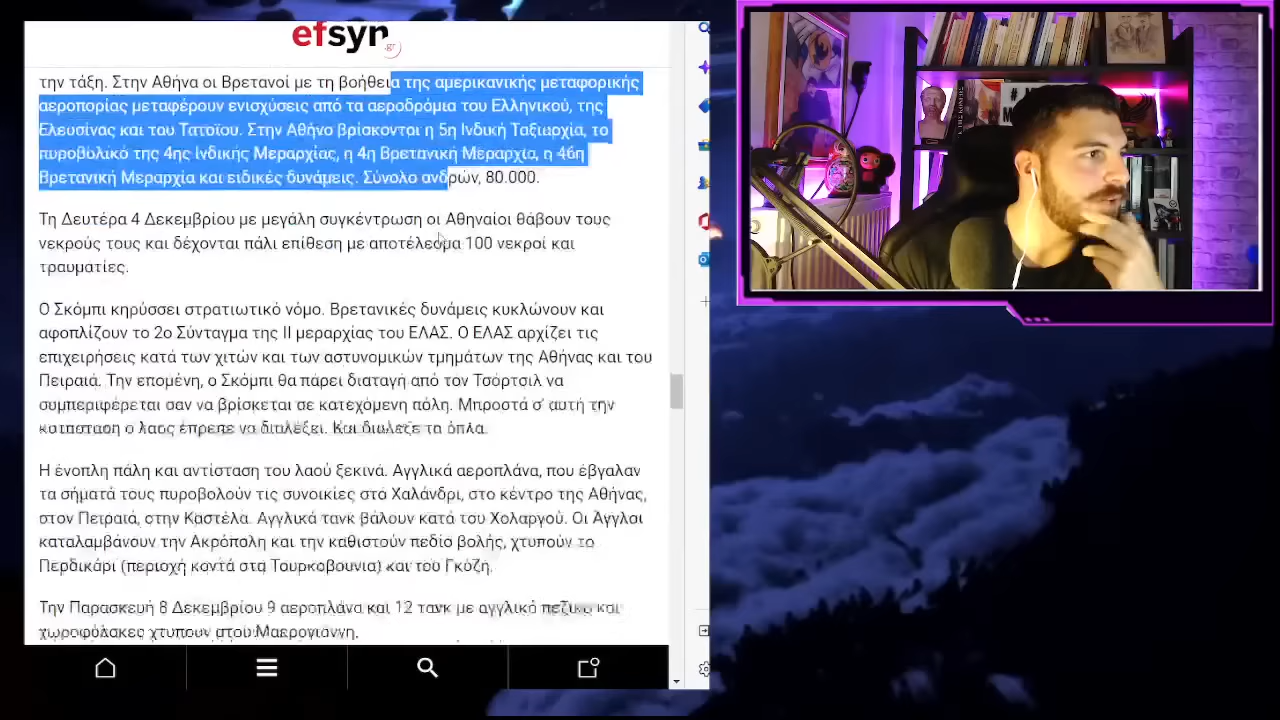 efsyn
.gr
την τάξη. Στην Αθήνα οι Βρετανοί με τη βοήθεια της αμερικανικής μεταφορικής
αεροπορίας μεταφέρουν ενισχύσεις από τα αεροδρόμια του Ελληνικού, της
Ελευσίνας και του Τατοΐου. Στην Αθήνα βρίσκονται η 5η Ινδική Ταξιαρχία, το
πυροβολικό της 4ης Ινδικής Μεραρχίας, η 4η Βρετανική Μεραρχία, η 46η
Βρετανική Μεραρχία και ειδικές δυνάμεις. Σύνολο ανδρών, 80.000.
Τη Δευτέρα 4 Δεκεμβρίου με μεγάλη συγκέντρωση οι Αθηναίοι θάβουν τους
νεκρούς τους και δέχονται πάλι επίθεση με αποτέλεσμα 100 νεκροί και
τραυματίες.
Ο Σκόμπι κηρύσσει στρατιωτικό νόμο. Βρετανικές δυνάμεις κυκλώνουν και
αφοπλίζουν το 2ο Σύνταγμα της ΙΙ μεραρχίας του ΕΛΑΣ. Ο ΕΛΑΣ αρχίζει τις
επιχειρήσεις κατά των χιτών και των αστυνομικών τμημάτων της Αθήνας και του
Πειραιά. Την επομένη, ο Σκόμπι θα πάρει διαταγή από τον Τσόρτσιλ να
συμπεριφέρεται σαν να βρίσκεται σε κατεχόμενη πόλη. Μπροστά σ' αυτή την
κατάσταση ο λαός έπρεπε να διαλέξει. Και διάλεξε τα όπλα.
Η ένοπλη πάλη και αντίσταση του λαού ξεκινά. Αγγλικά αεροπλάνα, που έβγαλαν
τα σήματά τους πυροβολούν τις συνοικίες στο Χαλάνδρι, στο κέντρο της Αθήνας,
στον Πειραιά, στην Καστέλα. Αγγλικά τανκ βάλουν κατά του Χολαργού. Οι Άγγλοι
καταλαμβάνουν την Ακρόπολη και την καθιστούν πεδίο βολής, χτυπούν το
Περδικάρι (περιοχή κοντά στα Τουρκοβούνια) και του Γκύζη.
Την Παρασκευή 8 Δεκεμβρίου 9 αεροπλάνα και 12 τανκ με αγγλικό πεζικό και
χωροφύλακες χτυπούν στου Μακρυγιάννη.